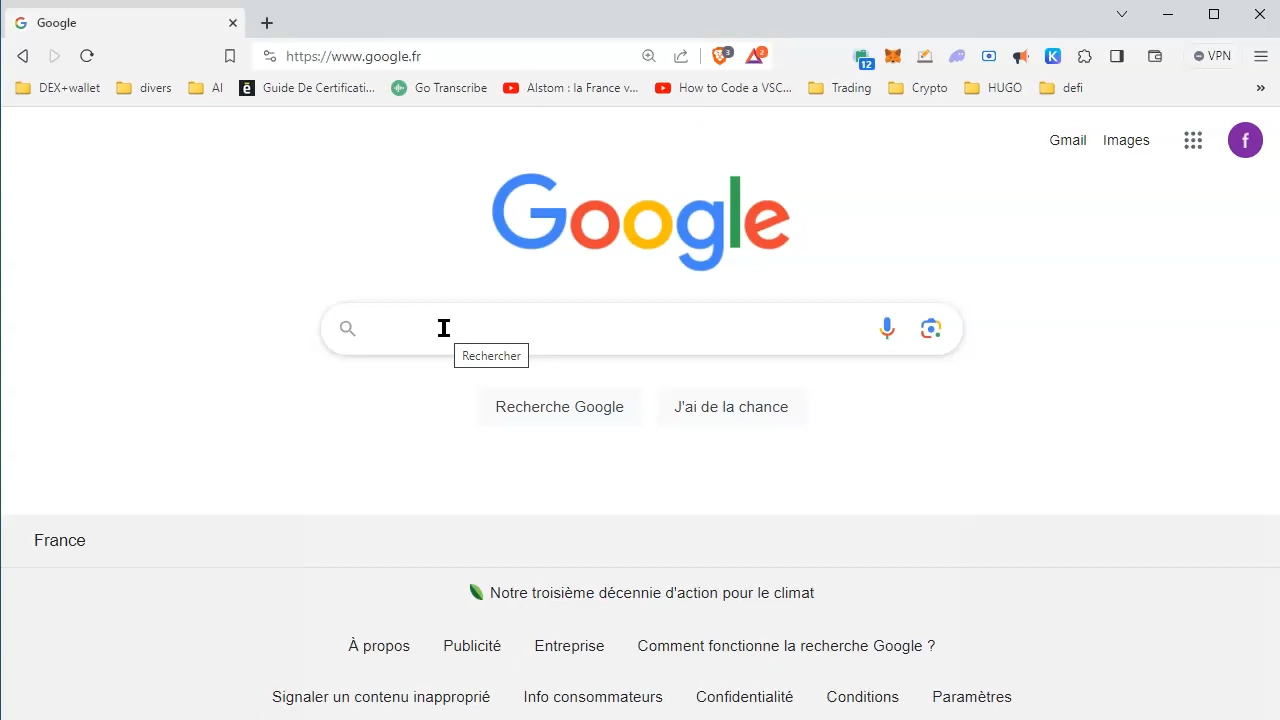 Google
https://www.google.fr
3
2
12
K
VPN
DEX+wallet
divers
AI
ē
Guide De Certificati...
Go Transcribe
Alstom : la France v...
How to Code a VSC...
Trading
Crypto
HUGO
defi
»
Gmail
Images
f
Google
Rechercher
Recherche Google
J'ai de la chance
France
Notre troisième décennie d'action pour le climat
À propos
Publicité
Entreprise
Comment fonctionne la recherche Google ?
Signaler un contenu inapproprié
Info consommateurs
Confidentialité
Conditions
Paramètres